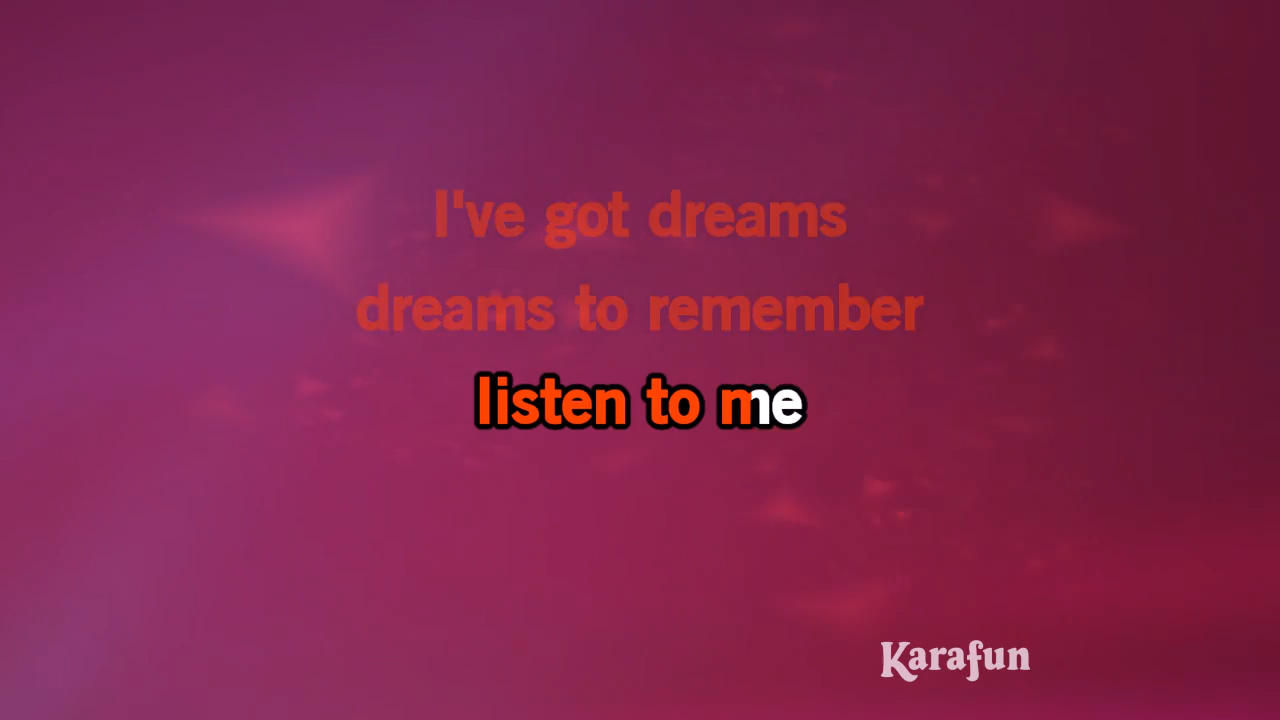 I've got dreams
dreams to remember
listen to me
Karafun